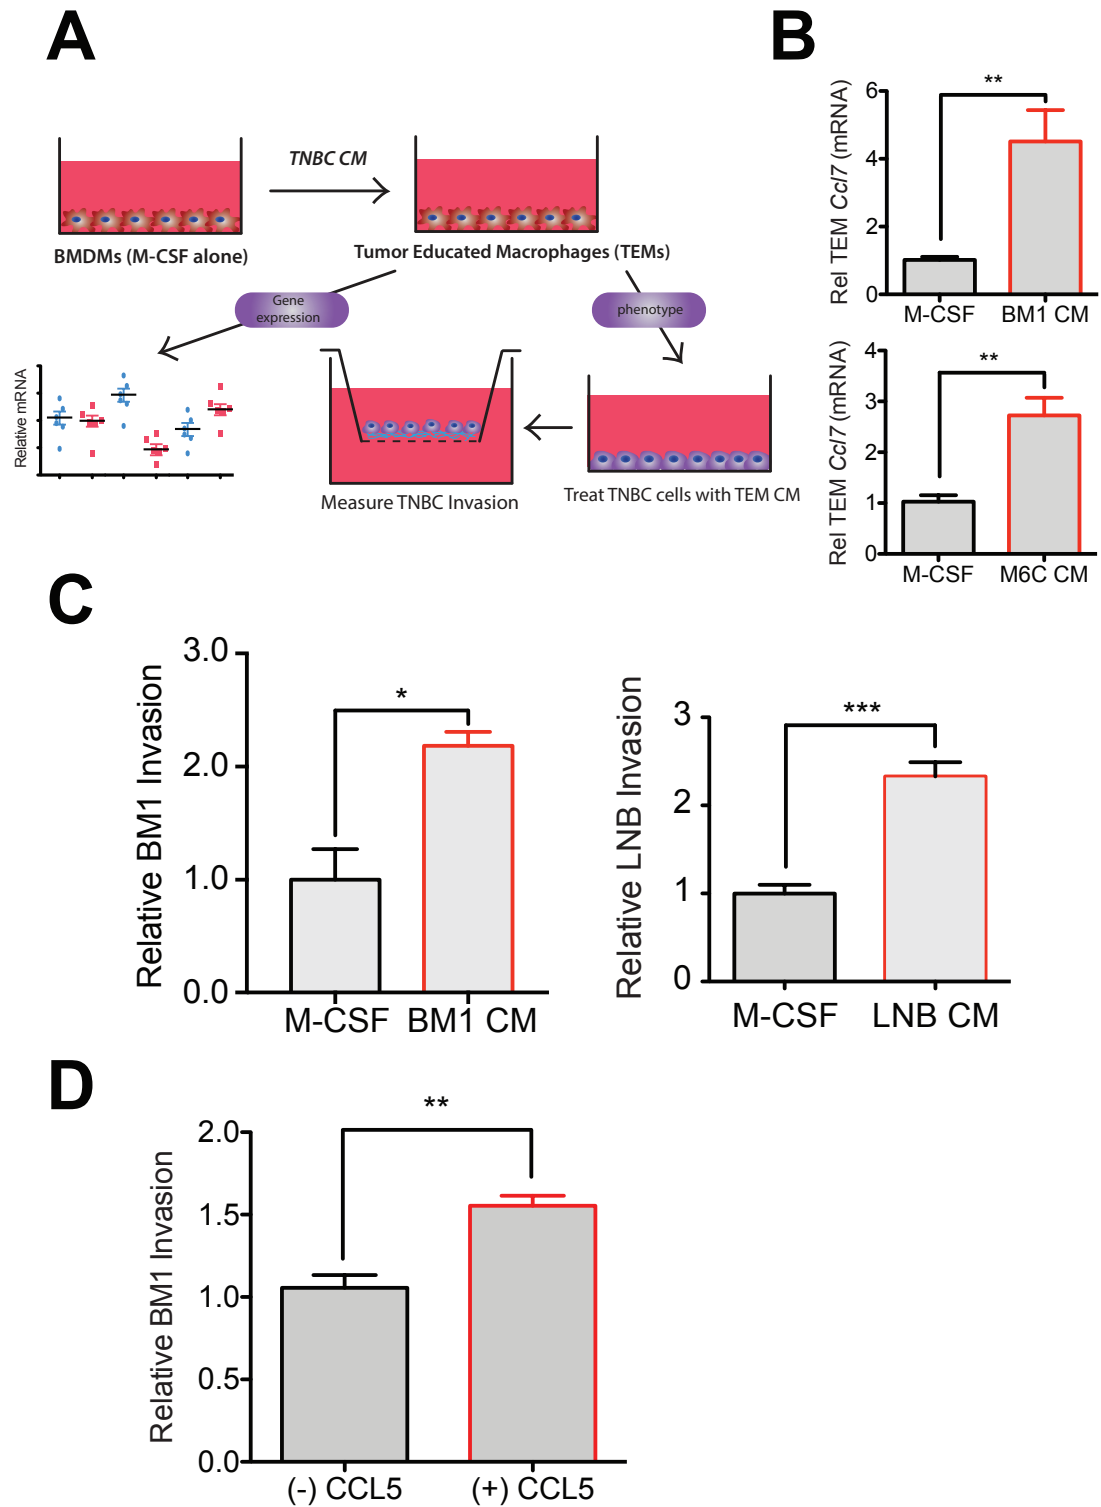 A
TNBC CM
BMDMs (M-CSF alone)
Tumor Educated Macrophages (TEMs)
Gene
expression
phenotype
Relative mRNA
Measure TNBC Invasion
Treat TNBC cells with TEM CM
B
Rel TEM Ccl7 (mRNA)
6
4
2
0
**
M-CSF
BM1 CM
Rel TEM Ccl7 (mRNA)
4
3
2
1
0
**
M-CSF
M6C CM
C
Relative BM1 Invasion
3.0
2.0
1.0
0.0
*
M-CSF
BM1 CM
Relative LNB Invasion
3
2
1
0
***
M-CSF
LNB CM
D
Relative BM1 Invasion
2.0
1.5
1.0
0.5
0.0
**
(-) CCL5
(+) CCL5